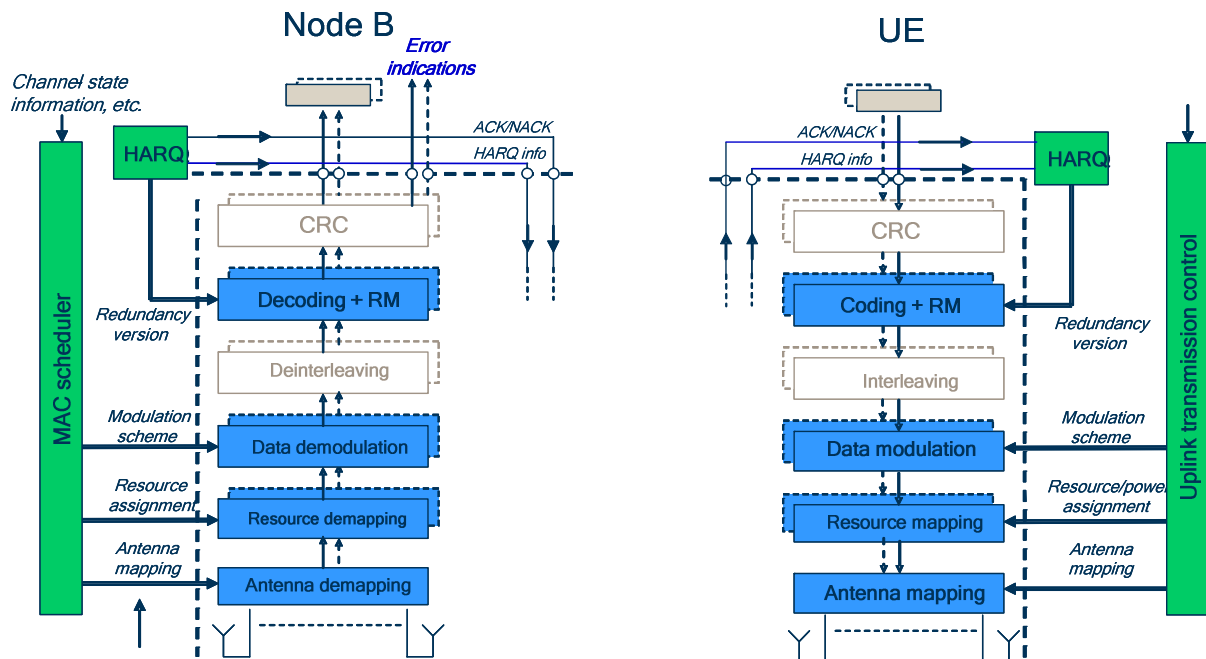 Node B
Error
indications
Channel state
information, etc.
HARQ
ACK/NACK
HARQ info
CRC
Decoding + RM
Redundancy
version
Deinterleaving
MAC scheduler
Modulation
scheme
Data demodulation
Resource
assignment
Resource demapping
Antenna
mapping
Antenna demapping
UE
ACK/NACK
HARQ info
HARQ
CRC
Coding + RM
Redundancy
version
Interleaving
Uplink transmission control
Modulation
scheme
Data modulation
Resource/power
assignment
Resource mapping
Antenna
mapping
Antenna mapping